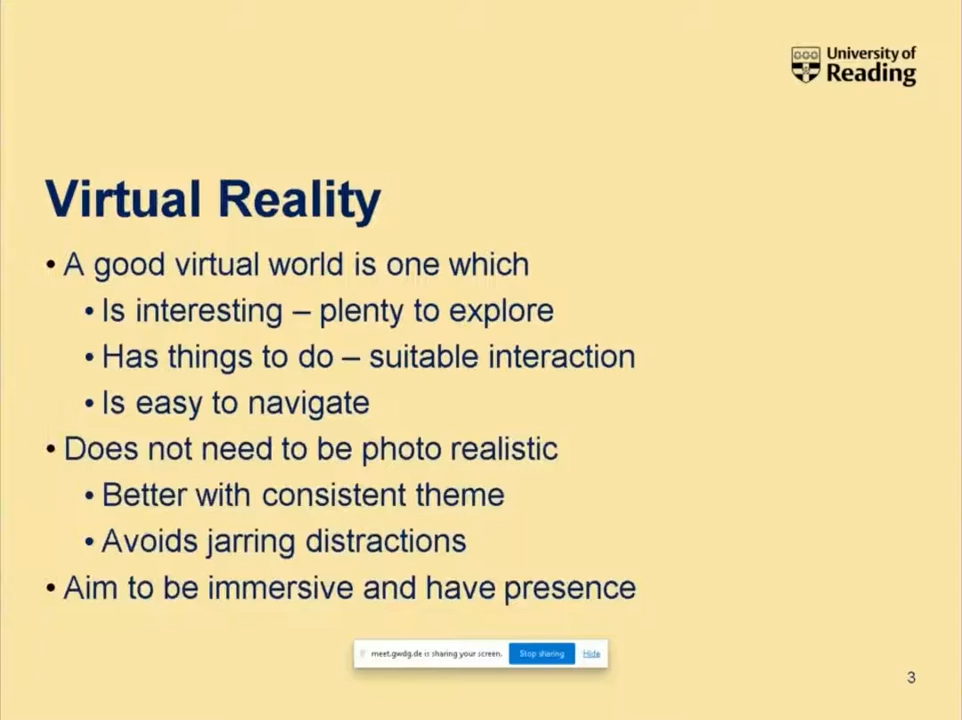 University of
Reading
Virtual Reality
• A good virtual world is one which
• Is interesting – plenty to explore
• Has things to do – suitable interaction
• Is easy to navigate
• Does not need to be photo realistic
• Better with consistent theme
• Avoids jarring distractions
• Aim to be immersive and have presence
meet.gwdg.de is sharing your screen. Stop sharing Hide
3